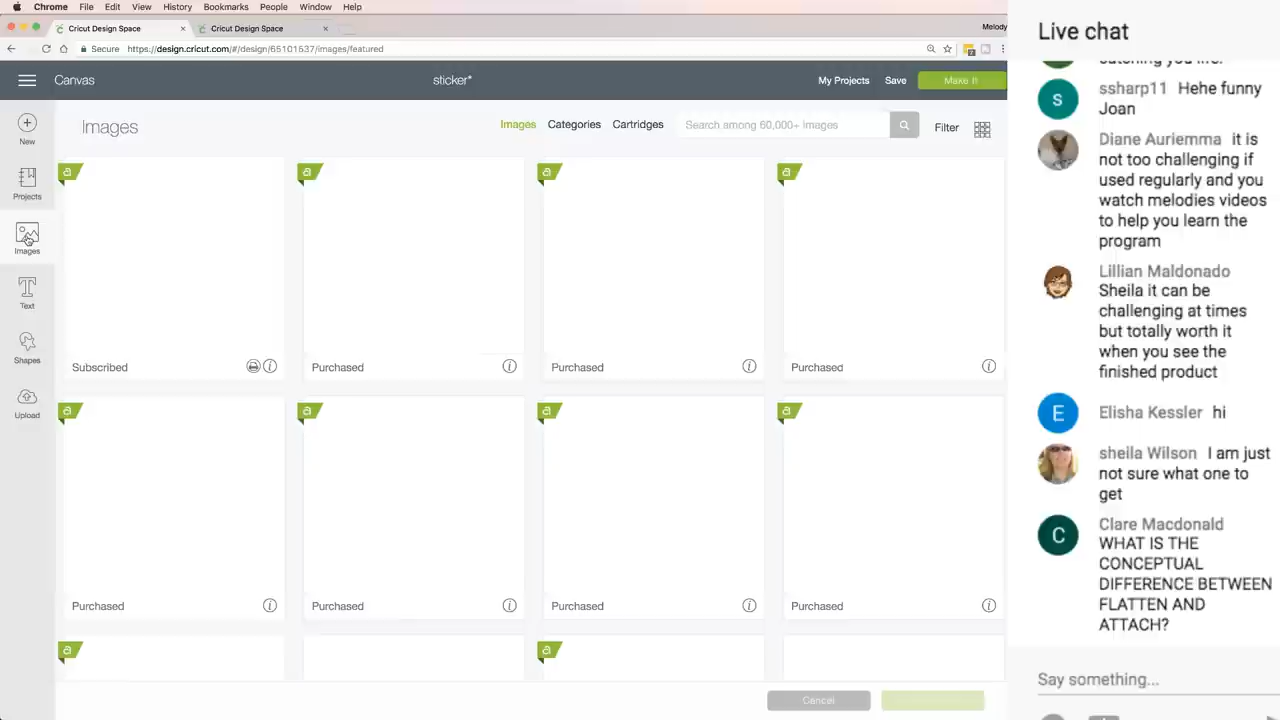 Chrome File Edit View History Bookmarks People Window Help
Cricut Design Space × Cricut Design Space × Melody
Secure https://design.cricut.com/#/design/65101537/images/featured
Canvas sticker* My Projects Save Make It
Images Images Categories Cartridges Search among 60,000+ images Filter
New
Projects
Images
Text
Shapes
Upload
a a a a
Subscribed Purchased Purchased Purchased
a a a a
Purchased Purchased Purchased Purchased
a a
Cancel
Live chat
ssharp11 Hehe funny
Joan
Diane Auriemma it is
not too challenging if
used regularly and you
watch melodies videos
to help you learn the
program
Lillian Maldonado
Sheila it can be
challenging at times
but totally worth it
when you see the
finished product
Elisha Kessler hi
sheila Wilson I am just
not sure what one to
get
Clare Macdonald
WHAT IS THE
CONCEPTUAL
DIFFERENCE BETWEEN
FLATTEN AND
ATTACH?
Say something...